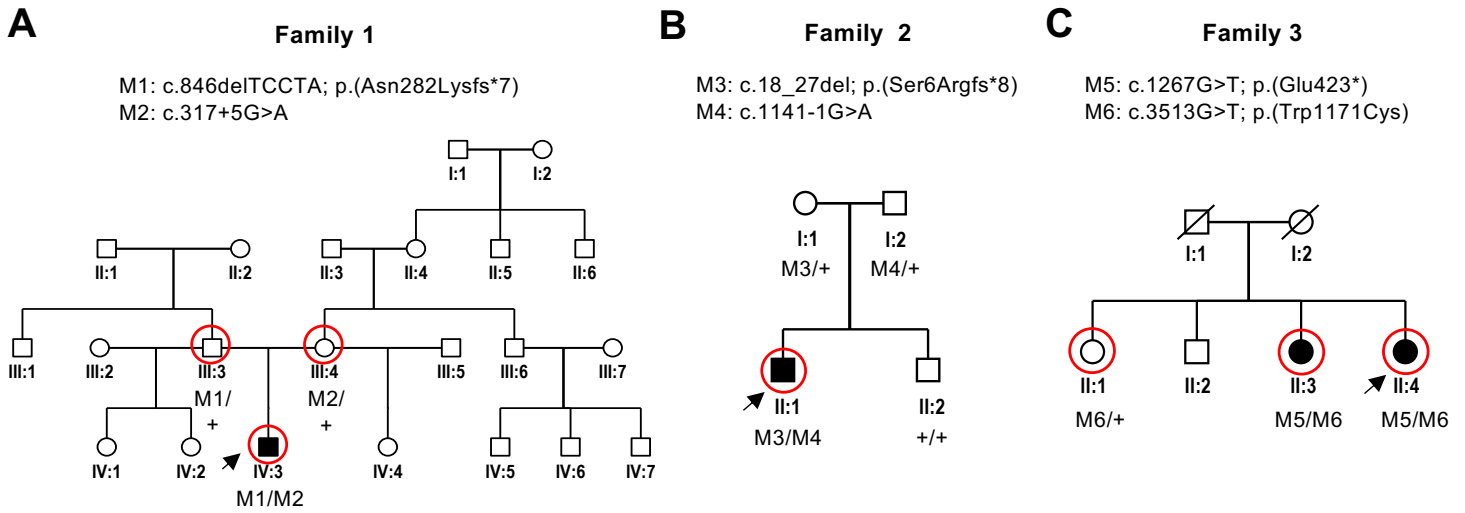 A
Family 1
M1: c.846delTCCTA; p.(Asn282Lysfs*7)
M2: c.317+5G>A
I:1
I:2
II:1
II:2
II:3
II:4
II:5
II:6
III:1
III:2
III:3
III:4
III:5
III:6
III:7
M1/
+
M2/
+
IV:1
IV:2
IV:3
IV:4
IV:5
IV:6
IV:7
M1/M2
B
Family 2
M3: c.18_27del; p.(Ser6Argfs*8)
M4: c.1141-1G>A
I:1
I:2
M3/+
M4/+
II:1
II:2
M3/M4
+/+
C
Family 3
M5: c.1267G>T; p.(Glu423*)
M6: c.3513G>T; p.(Trp1171Cys)
I:1
I:2
II:1
II:2
II:3
II:4
M6/+
M5/M6
M5/M6